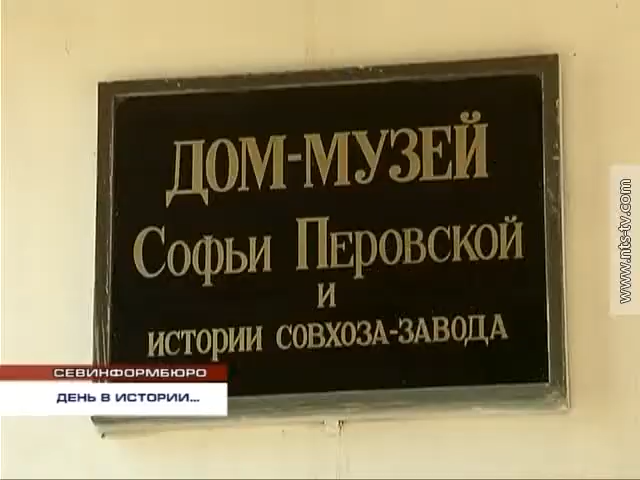 ДОМ-МУЗЕЙ
Софьи Перовской
и
истории совхоза-завода
СЕВИНФОРМБЮРО
ДЕНЬ В ИСТОРИИ...
www.nts-tv.com